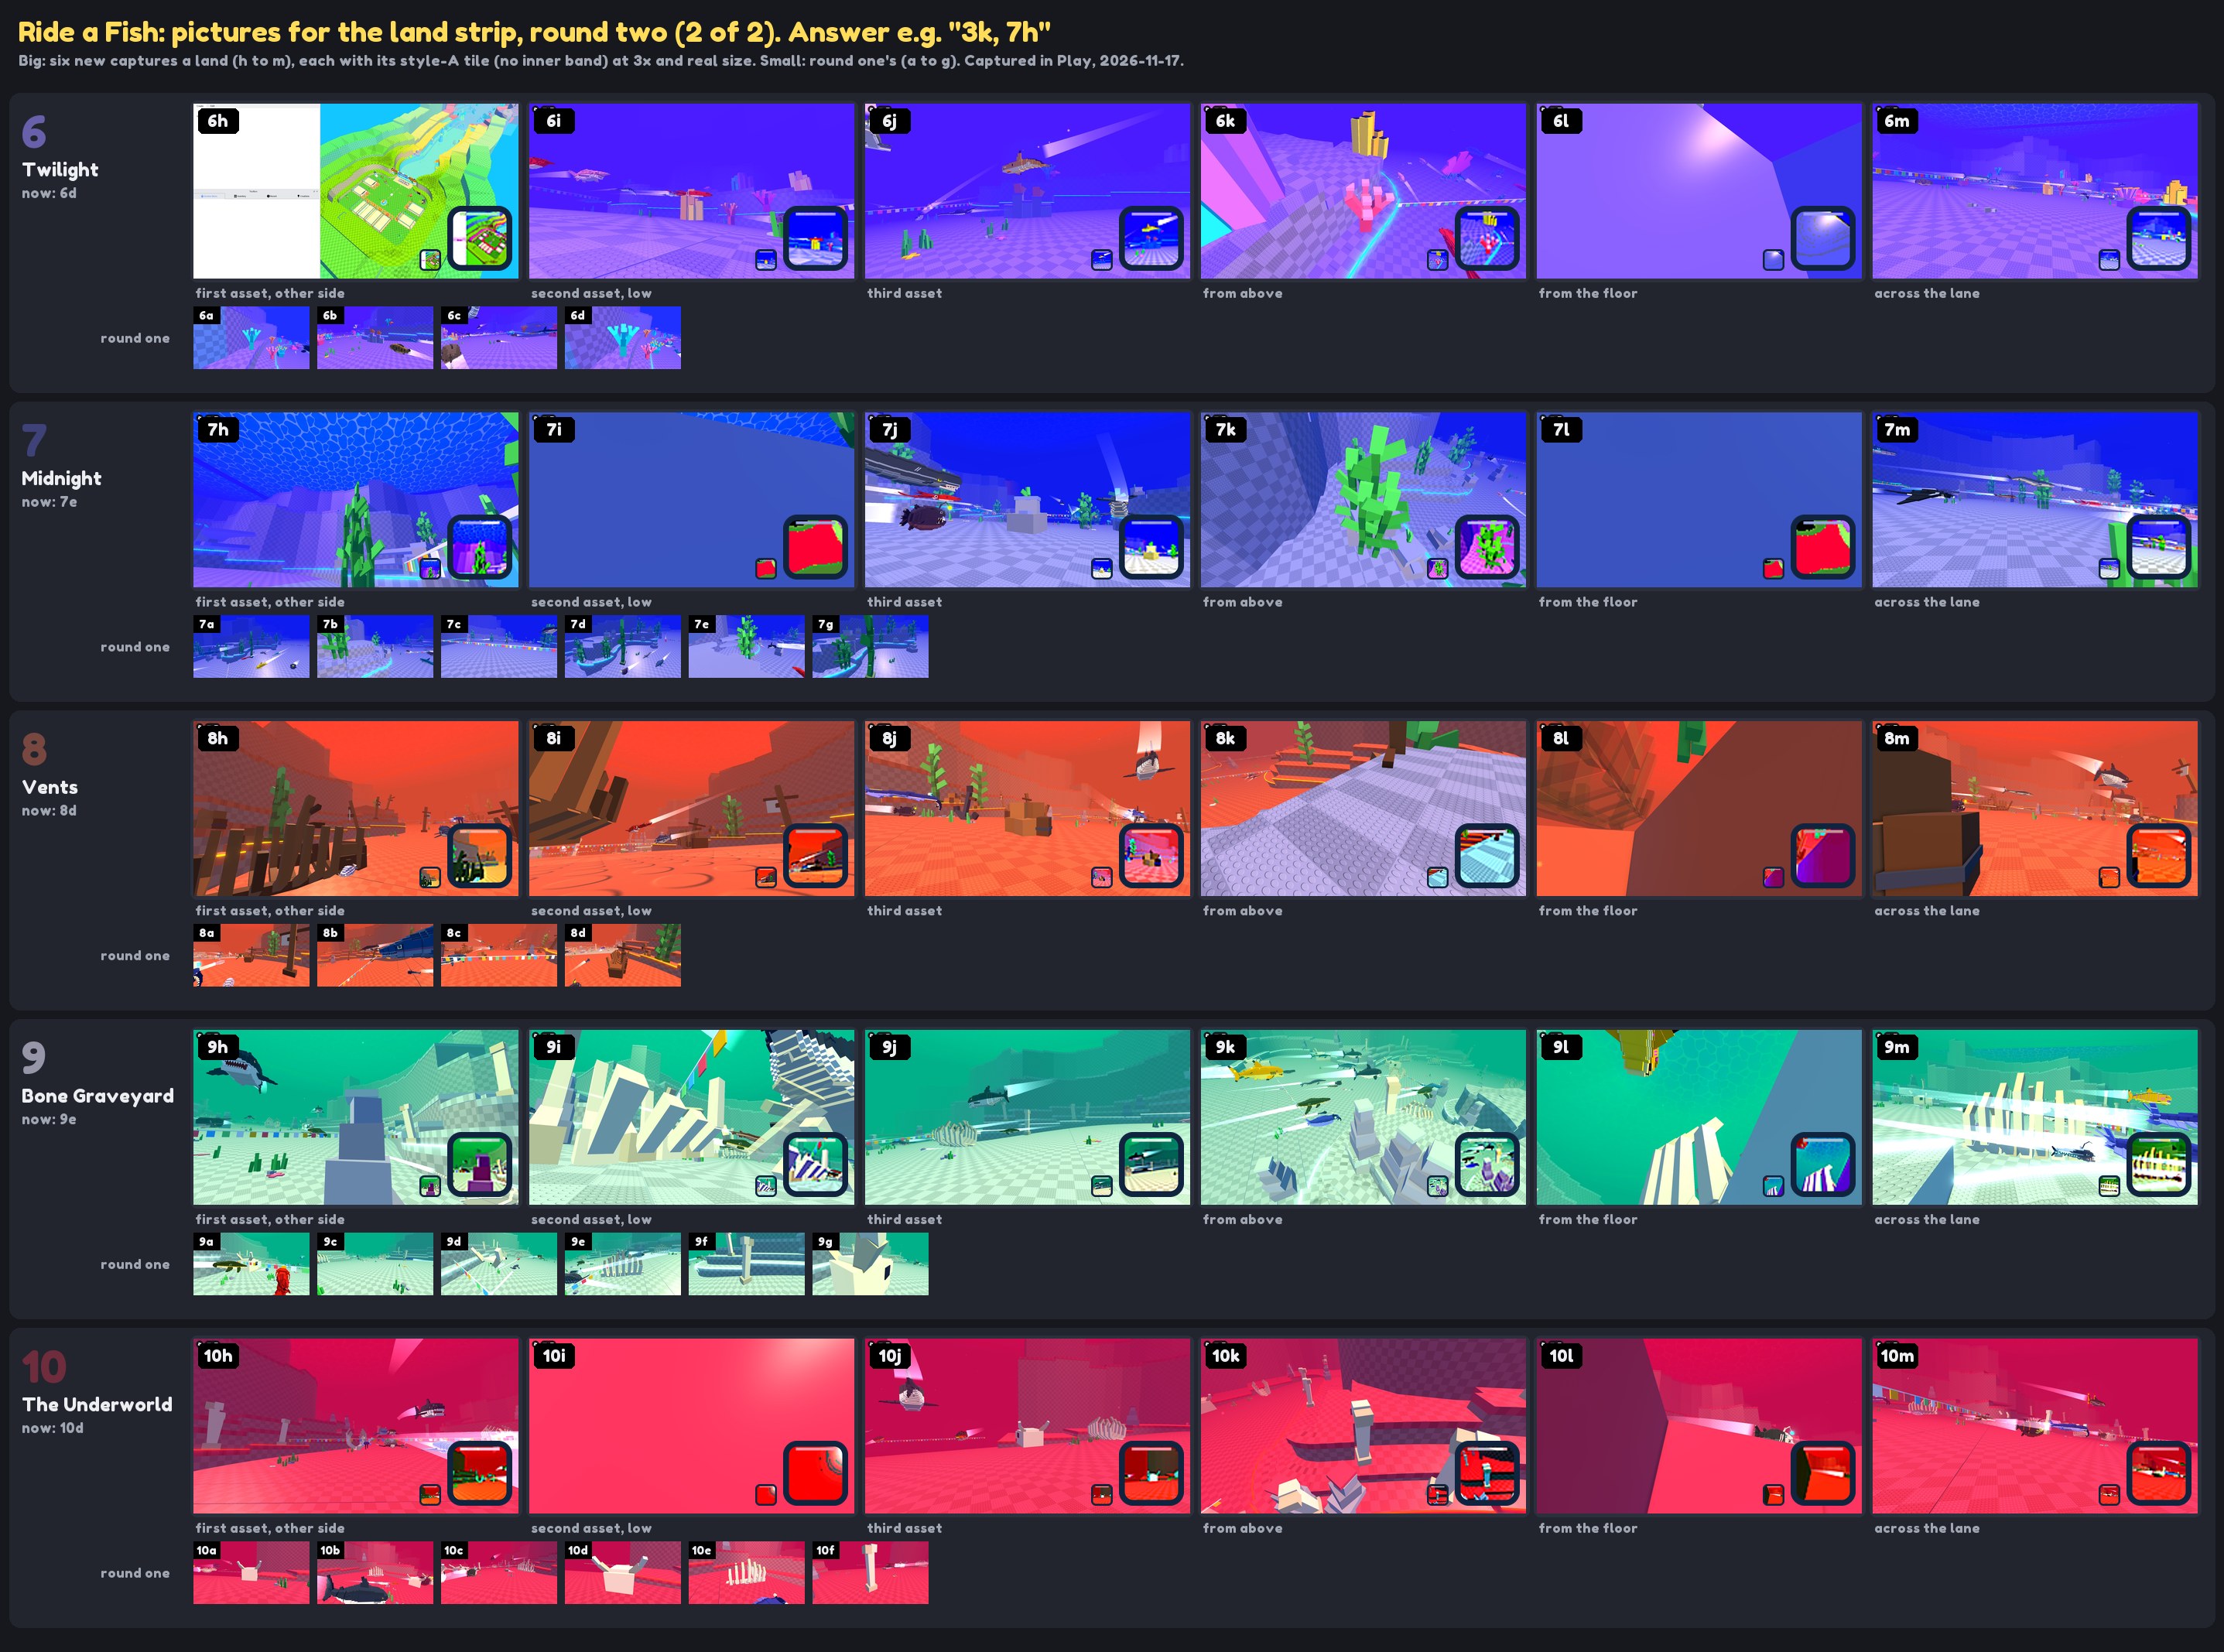 Ride a Fish: pictures for the land strip, round two (2 of 2). Answer e.g. "3k, 7h"
Big: six new captures a land (h to m), each with its style-A tile (no inner band) at 3x and real size. Small: round one's (a to g). Captured in Play, 2026-11-17.
6
Twilight
now: 6d
6h
6i
6j
6k
6l
6m
first asset, other side
second asset, low
third asset
from above
from the floor
across the lane
round one
6a
6b
6c
6d
7
Midnight
now: 7e
7h
7i
7j
7k
7l
7m
first asset, other side
second asset, low
third asset
from above
from the floor
across the lane
round one
7a
7b
7c
7d
7e
7g
8
Vents
now: 8d
8h
8i
8j
8k
8l
8m
first asset, other side
second asset, low
third asset
from above
from the floor
across the lane
round one
8a
8b
8c
8d
9
Bone Graveyard
now: 9e
9h
9i
9j
9k
9l
9m
first asset, other side
second asset, low
third asset
from above
from the floor
across the lane
round one
9a
9c
9d
9e
9f
9g
10
The Underworld
now: 10d
10h
10i
10j
10k
10l
10m
first asset, other side
second asset, low
third asset
from above
from the floor
across the lane
round one
10a
10b
10c
10d
10e
10f